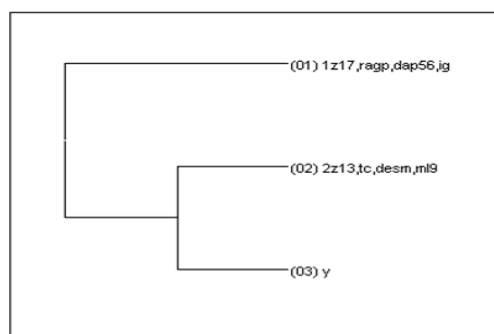 (01) 1z17,ragp,dap56,ig
(02) 2z13,tc,desm,ml9
(03) y